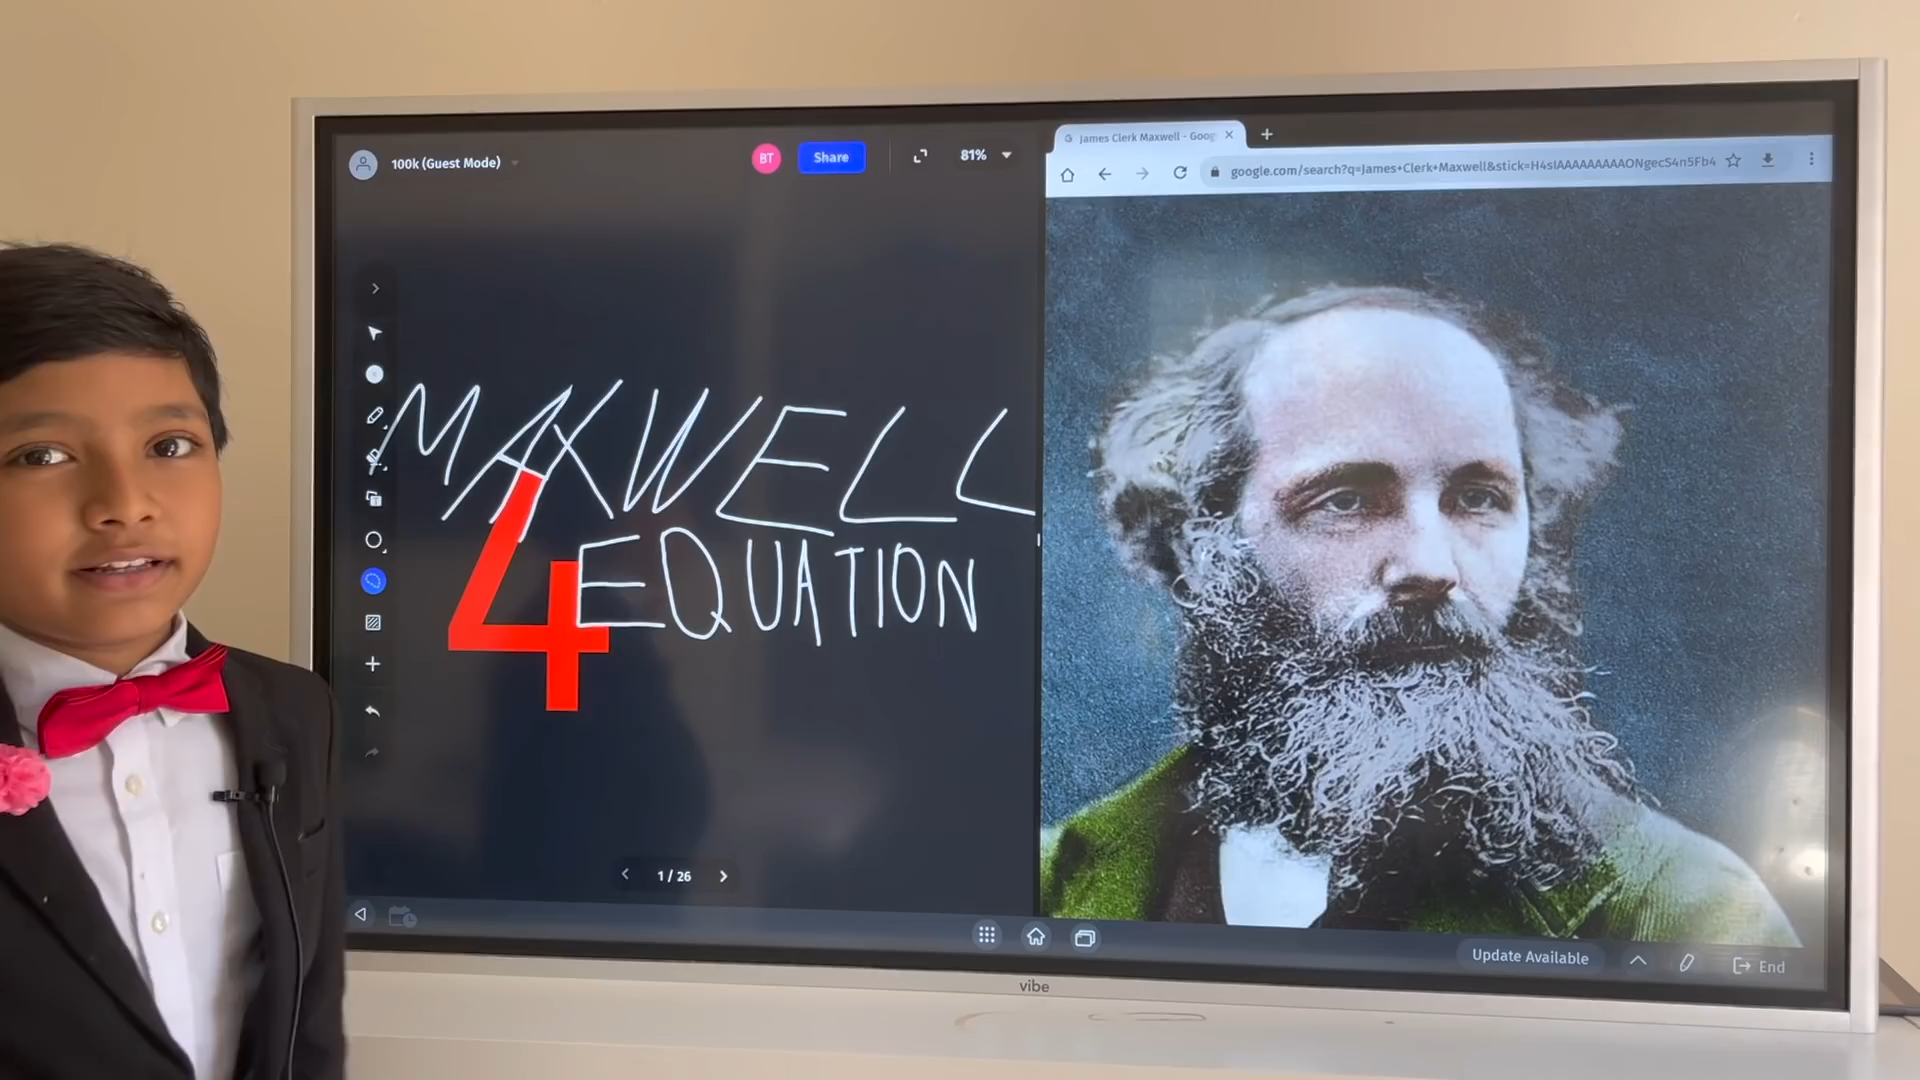 100k (Guest Mode)
BT
Share
81%
James Clerk Maxwell - Goog
google.com/search?q=James+Clerk+Maxwell&stick=H4sIAAAAAAAAAONgecS4n5Fb4
MAXWELL
4 EQUATION
1 / 26
Update Available
End
vibe